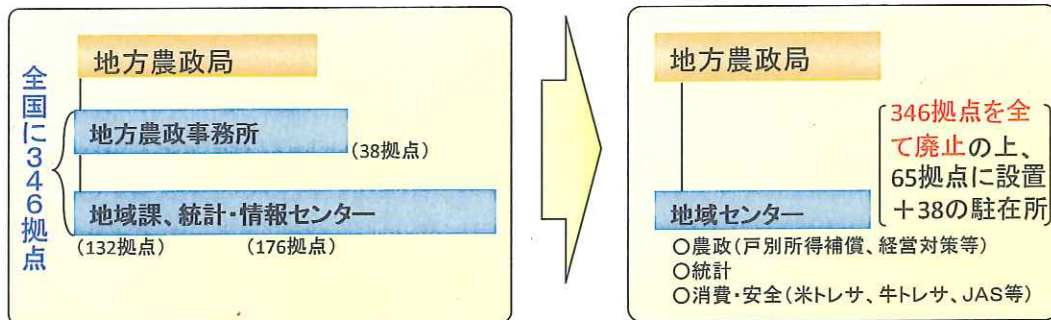 全国に346拠点
地方農政局
地方農政事務所
(38拠点)
地域課、統計・情報センター
(132拠点)
(176拠点)
地方農政局
346拠点を全
て廃止の上、
65拠点に設置
＋38の駐在所
地域センター
○農政(戸別所得補償、経営対策等)
○統計
○消費・安全(米トレサ、牛トレサ、JAS等)